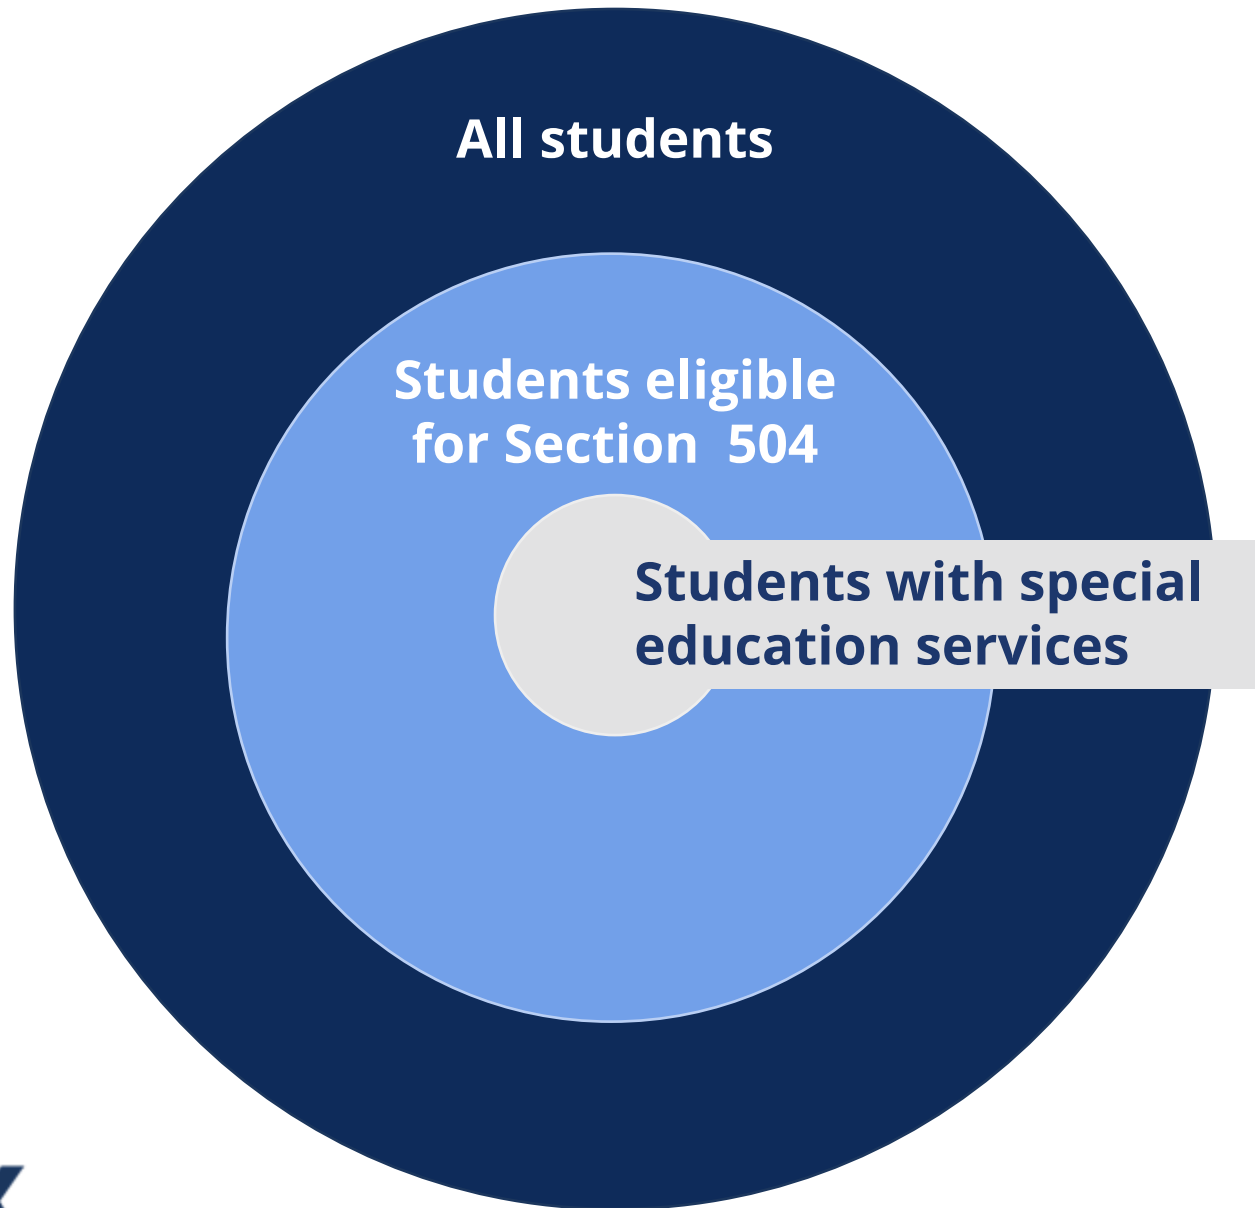 All students
Students eligible
for Section  504
Students with special
education services